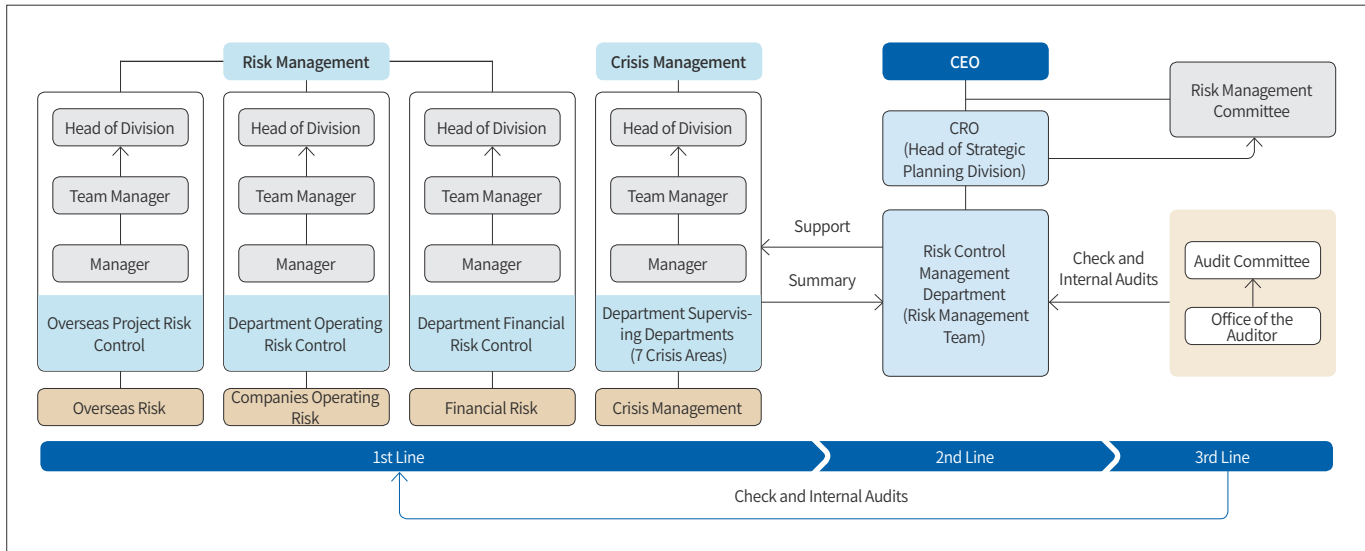 Risk Management
Crisis Management
CEO
Risk Management
Committee
CRO
(Head of Strategic
Planning Division)
Head of Division
Head of Division
Head of Division
Head of Division
Team Manager
Team Manager
Team Manager
Team Manager
Manager
Manager
Manager
Manager
Support
Summary
Risk Control
Management
Department
(Risk Management
Team)
Check and
Internal Audits
Audit Committee
Office of the
Auditor
Overseas Project Risk
Control
Department Operating
Risk Control
Department Financial
Risk Control
Department Supervis-
ing Departments
(7 Crisis Areas)
Overseas Risk
Companies Operating
Risk
Financial Risk
Crisis Management
1st Line
2nd Line
3rd Line
Check and Internal Audits